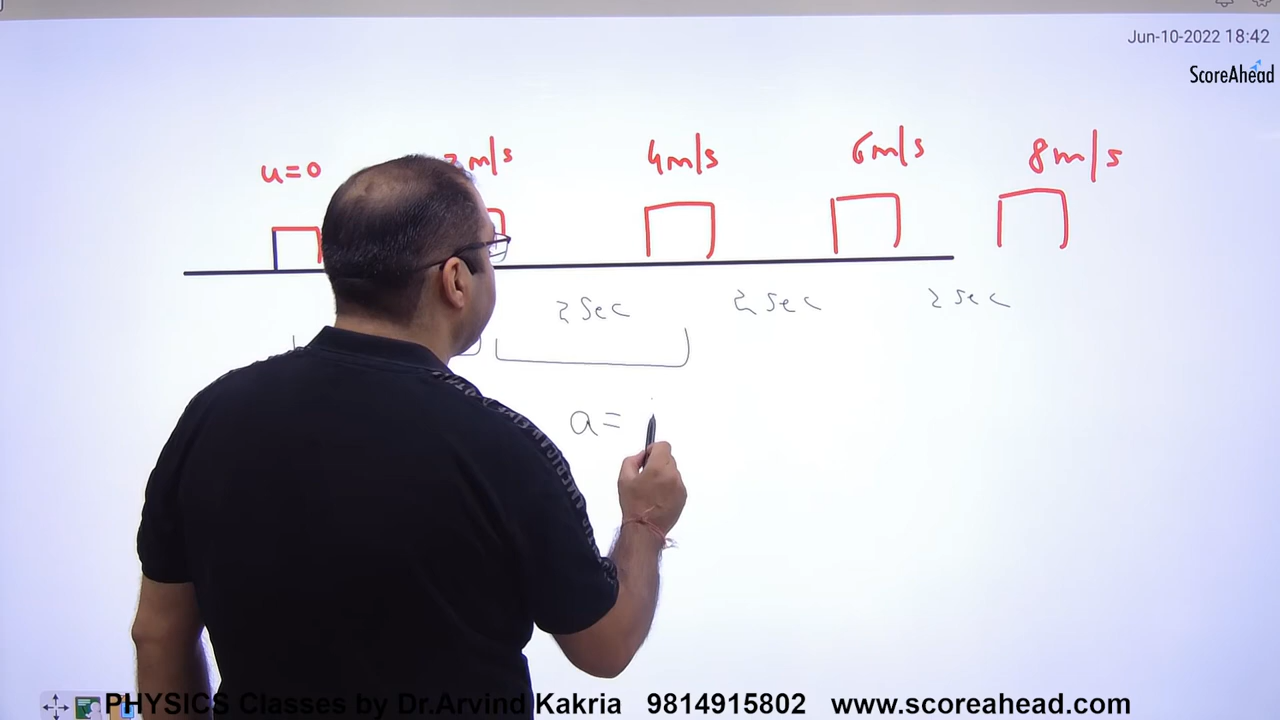 Jun-10-2022 18:42
ScoreAhead
u=0 m/s 4m/s 6m/s 8m/s
2 Sec 2 Sec 2 Sec
a=
PHYSICS Classes by Dr.Arvind Kakria 9814915802 www.scoreahead.com